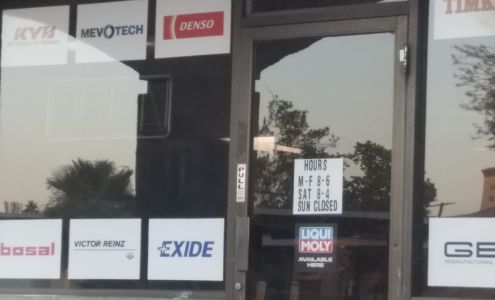 KYB
MEVOTECH
DENSO
TIMK
PULL
HOURS
M-F 8-6
SAT 8-4
SUN CLOSED
bosal
VICTOR REINZ
EXIDE
LIQUI
MOLY
AVAILABLE
HERE
GE
REMANUFACTURING